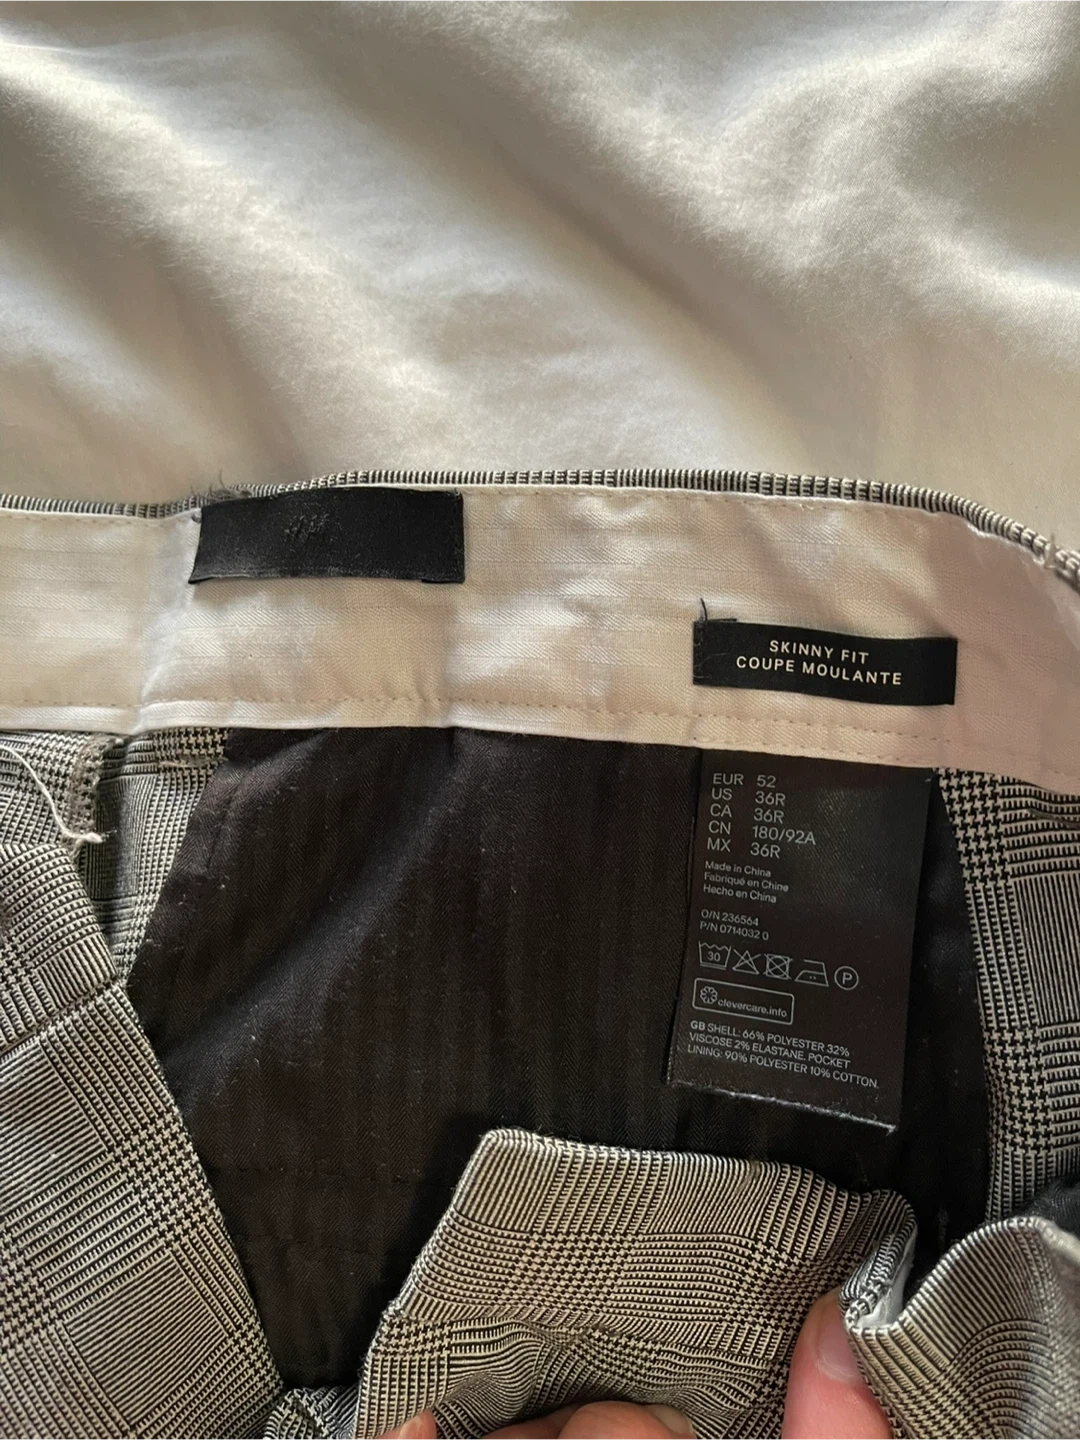 H&M
SKINNY FIT
COUPE MOULANTE
EUR 52
US 36R
CA 36R
CN 180/92A
MX 36R
Made in China
Fabriqué en Chine
Hecho en China
O/N 236564
P/N 0714032 0
30 P
clevercare.info
GB SHELL: 66% POLYESTER 32%
VISCOSE 2% ELASTANE. POCKET
LINING: 90% POLYESTER 10% COTTON.